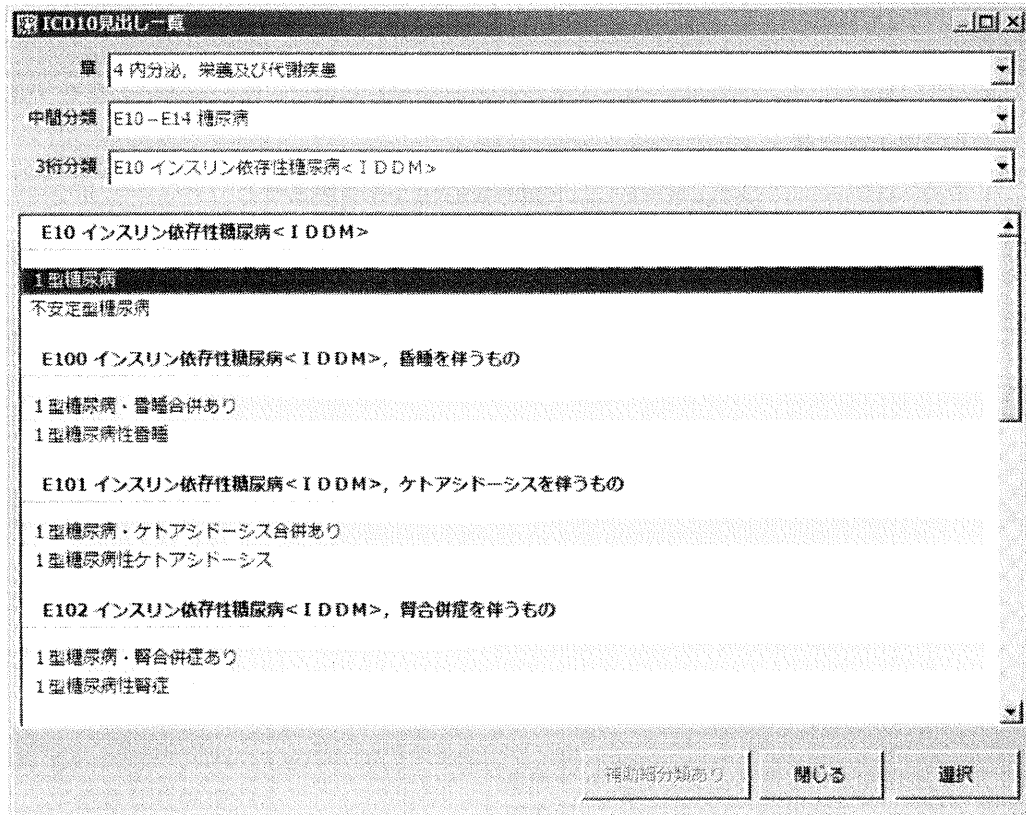 ICD10見出し一覧
章 4 内分泌，栄養及び代謝疾患
中間分類 E10－E14 糖尿病
3桁分類 E10 インスリン依存性糖尿病＜ＩＤＤＭ＞
E10 インスリン依存性糖尿病＜ＩＤＤＭ＞
１型糖尿病
不安定型糖尿病
E100 インスリン依存性糖尿病＜ＩＤＤＭ＞，昏睡を伴うもの
１型糖尿病・昏睡合併あり
１型糖尿病性昏睡
E101 インスリン依存性糖尿病＜ＩＤＤＭ＞，ケトアシドーシスを伴うもの
１型糖尿病・ケトアシドーシス合併あり
１型糖尿病性ケトアシドーシス
E102 インスリン依存性糖尿病＜ＩＤＤＭ＞，腎合併症を伴うもの
１型糖尿病・腎合併症あり
１型糖尿病性腎症
補助細分類あり 閉じる 選択